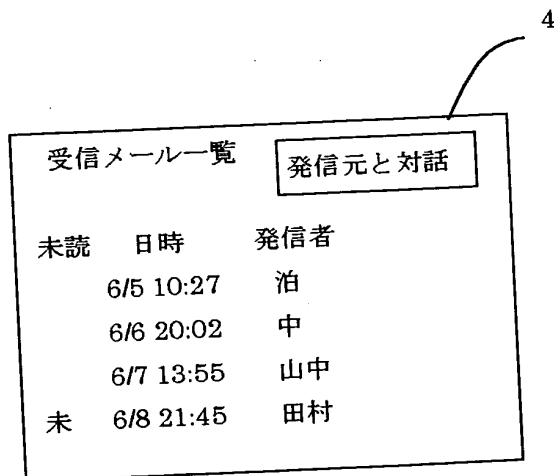 4
受信メール一覧 発信元と対話
未読 日時 発信者
6/5 10:27 泊
6/6 20:02 中
6/7 13:55 山中
未 6/8 21:45 田村